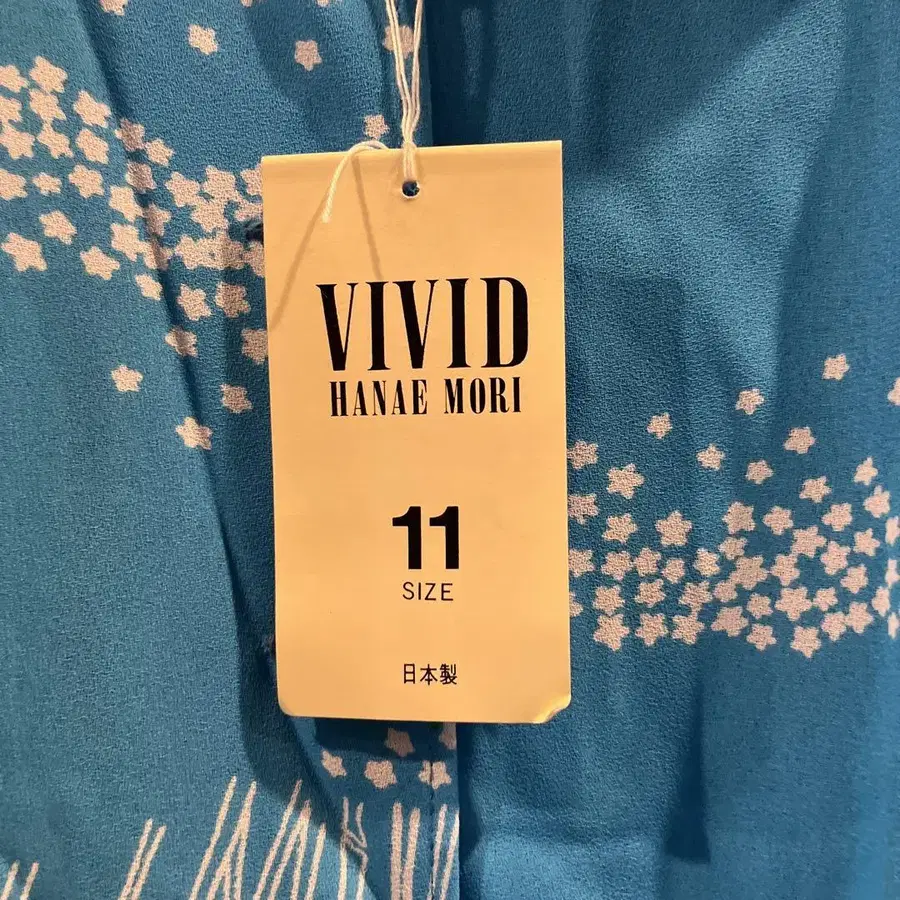 VIVID
HANAE MORI
11
SIZE
日本製